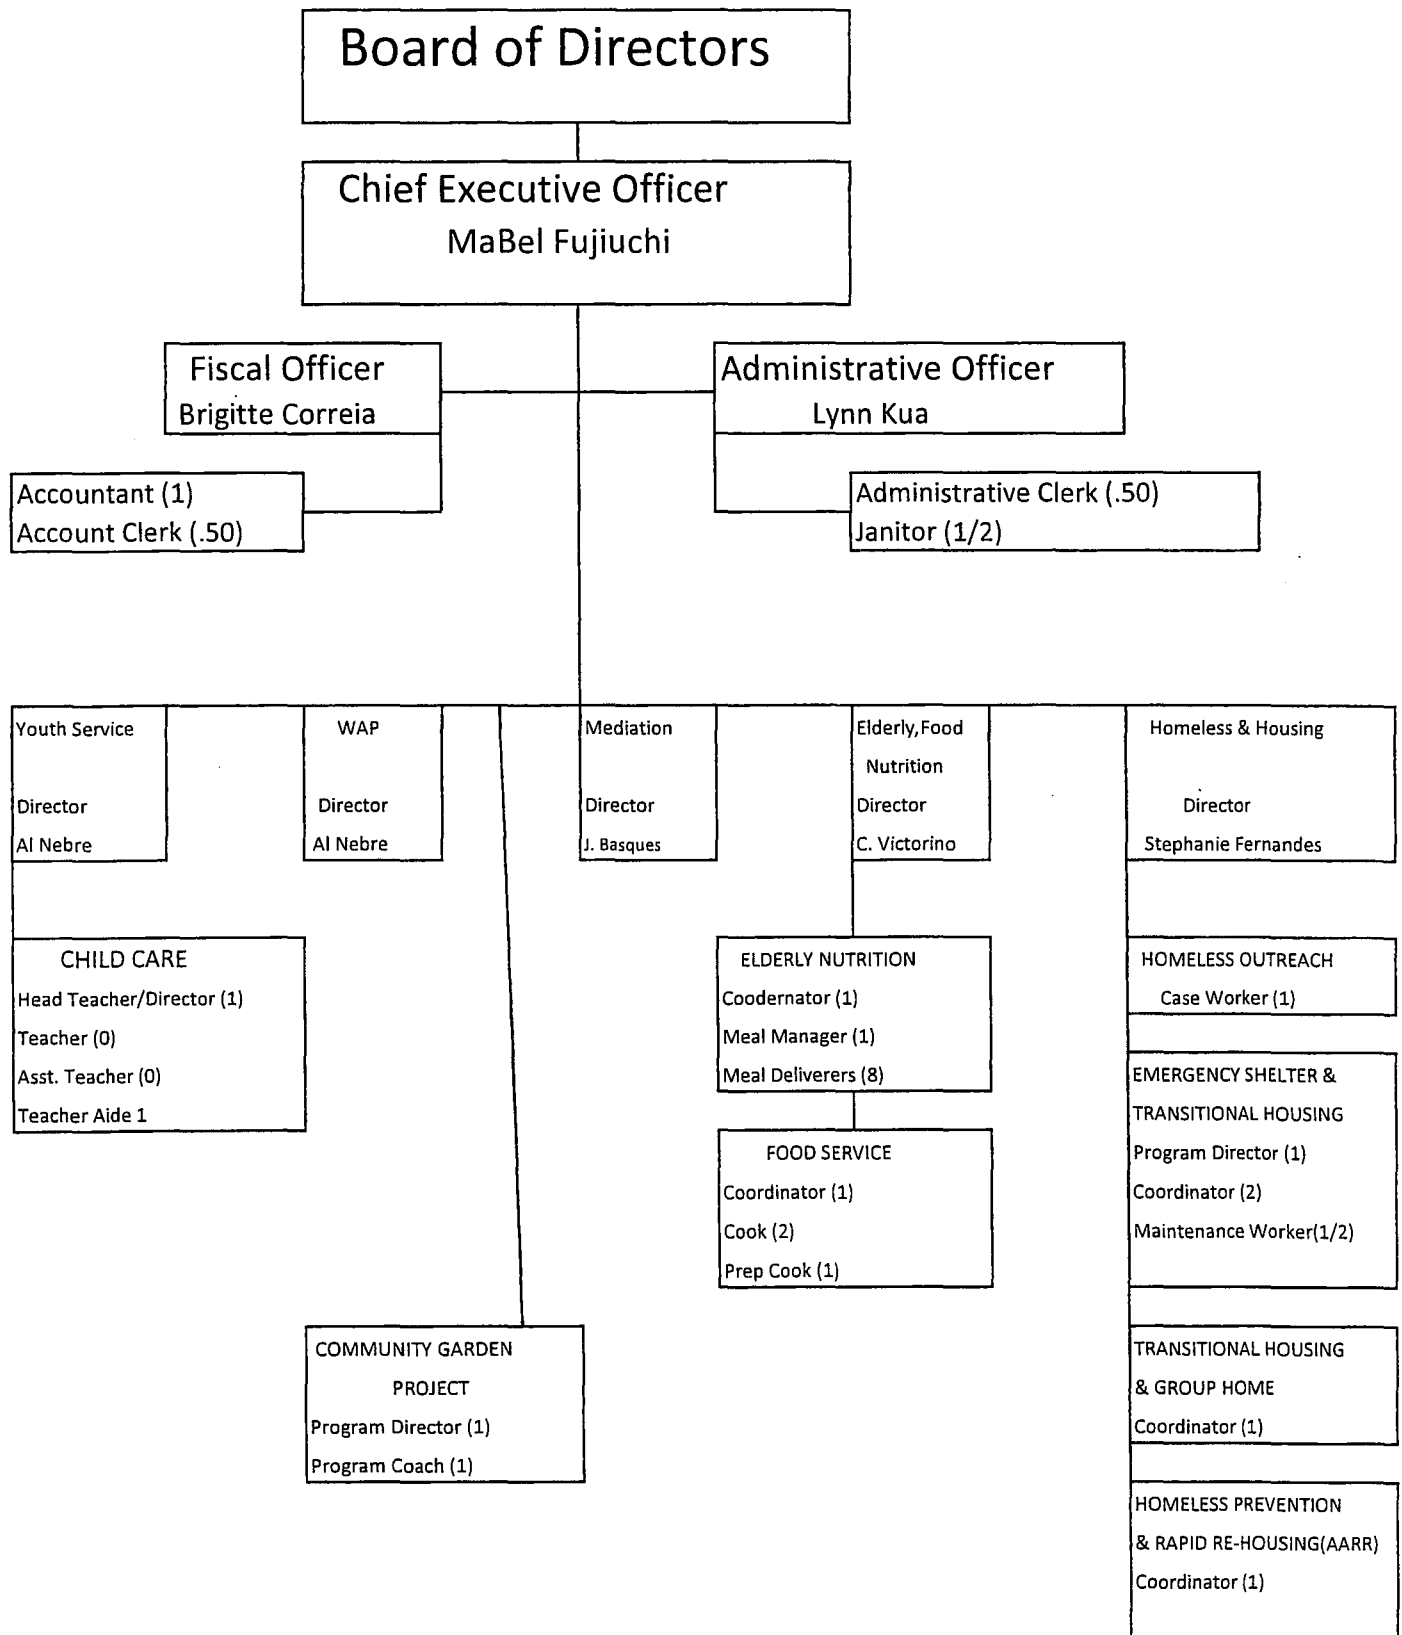 Board of Directors
Chief Executive Officer
MaBel Fujiuchi
Fiscal Officer
Brigitte Correia
Administrative Officer
Lynn Kua
Accountant (1)
Account Clerk (.50)
Administrative Clerk (.50)
Janitor (1/2)
Youth Service
Director
Al Nebre
WAP
Director
Al Nebre
Mediation
Director
J. Basques
Elderly,Food
Nutrition
Director
C. Victorino
Homeless & Housing
Director
Stephanie Fernandes
CHILD CARE
Head Teacher/Director (1)
Teacher (0)
Asst. Teacher (0)
Teacher Aide 1
ELDERLY NUTRITION
Coodernator (1)
Meal Manager (1)
Meal Deliverers (8)
FOOD SERVICE
Coordinator (1)
Cook (2)
Prep Cook (1)
COMMUNITY GARDEN
PROJECT
Program Director (1)
Program Coach (1)
HOMELESS OUTREACH
Case Worker (1)
EMERGENCY SHELTER &
TRANSITIONAL HOUSING
Program Director (1)
Coordinator (2)
Maintenance Worker(1/2)
TRANSITIONAL HOUSING
& GROUP HOME
Coordinator (1)
HOMELESS PREVENTION
& RAPID RE-HOUSING(AARR)
Coordinator (1)